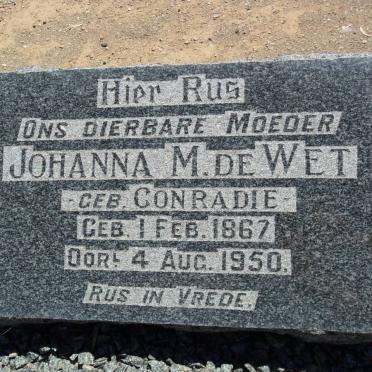 Hier Rus
Ons dierbare Moeder
Johanna M. de Wet
- geb. Conradie -
Geb. 1 Feb. 1867
Oorl. 4 Aug. 1950.
Rus in Vrede.